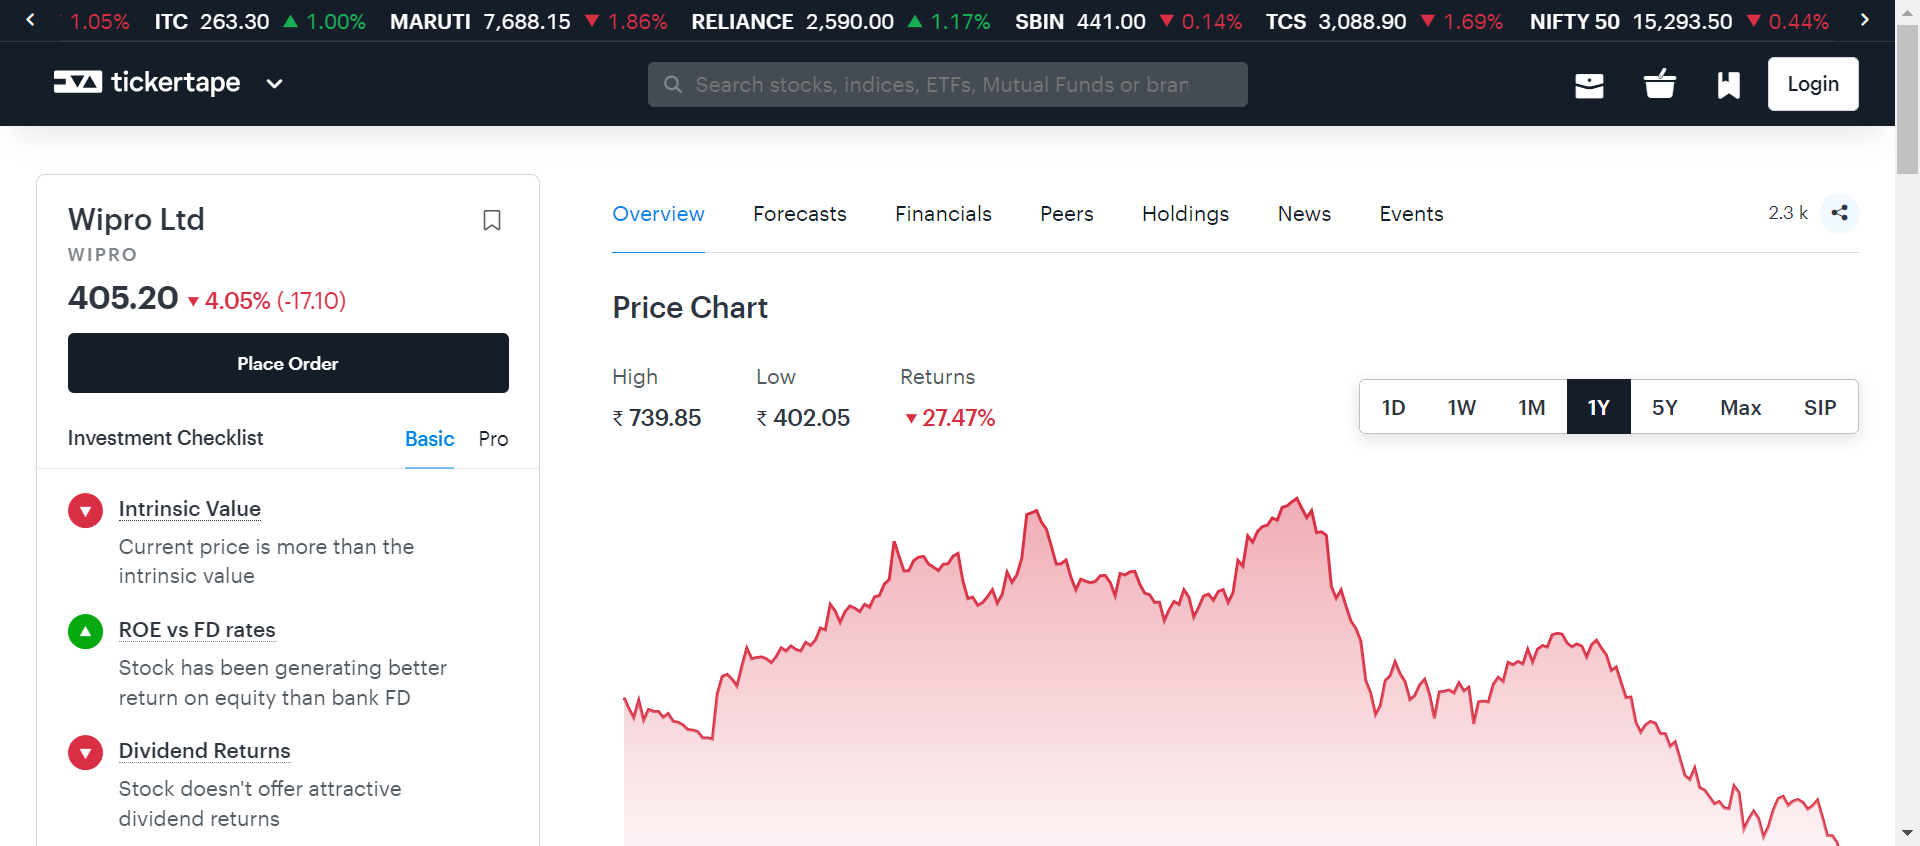 1.05% ITC 263.30 ▲ 1.00% MARUTI 7,688.15 ▼ 1.86% RELIANCE 2,590.00 ▲ 1.17% SBIN 441.00 ▼ 0.14% TCS 3,088.90 ▼ 1.69% NIFTY 50 15,293.50 ▼ 0.44%
tickertape
Search stocks, indices, ETFs, Mutual Funds or bran
Login
Wipro Ltd
WIPRO
405.20 ▼ 4.05% (-17.10)
Place Order
Investment Checklist Basic Pro
Intrinsic Value
Current price is more than the
intrinsic value
ROE vs FD rates
Stock has been generating better
return on equity than bank FD
Dividend Returns
Stock doesn't offer attractive
dividend returns
Overview Forecasts Financials Peers Holdings News Events 2.3 k
Price Chart
High Low Returns
₹ 739.85 ₹ 402.05 ▼ 27.47%
1D 1W 1M 1Y 5Y Max SIP